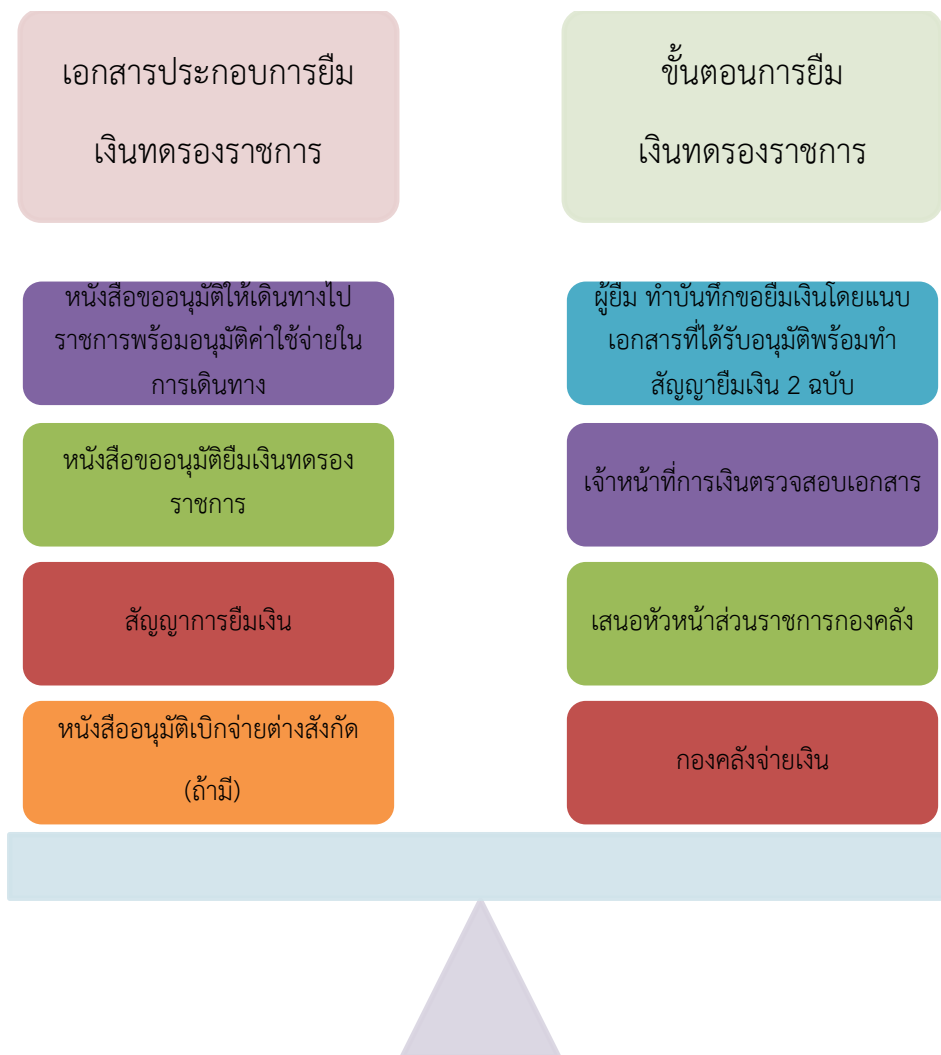 เอกสารประกอบการยืม
เงินทดรองราชการ
หนังสือขออนุมัติให้เดินทางไป
ราชการพร้อมอนุมัติค่าใช้จ่ายใน
การเดินทาง
หนังสือขออนุมัติยืมเงินทดรอง
ราชการ
สัญญาการยืมเงิน
หนังสืออนุมัติเบิกจ่ายต่างสังกัด
(ถ้ามี)
ขั้นตอนการยืม
เงินทดรองราชการ
ผู้ยืม ทำบันทึกขอยืมเงินโดยแนบ
เอกสารที่ได้รับอนุมัติพร้อมทำ
สัญญายืมเงิน 2 ฉบับ
เจ้าหน้าที่การเงินตรวจสอบเอกสาร
เสนอหัวหน้าส่วนราชการกองคลัง
กองคลังจ่ายเงิน